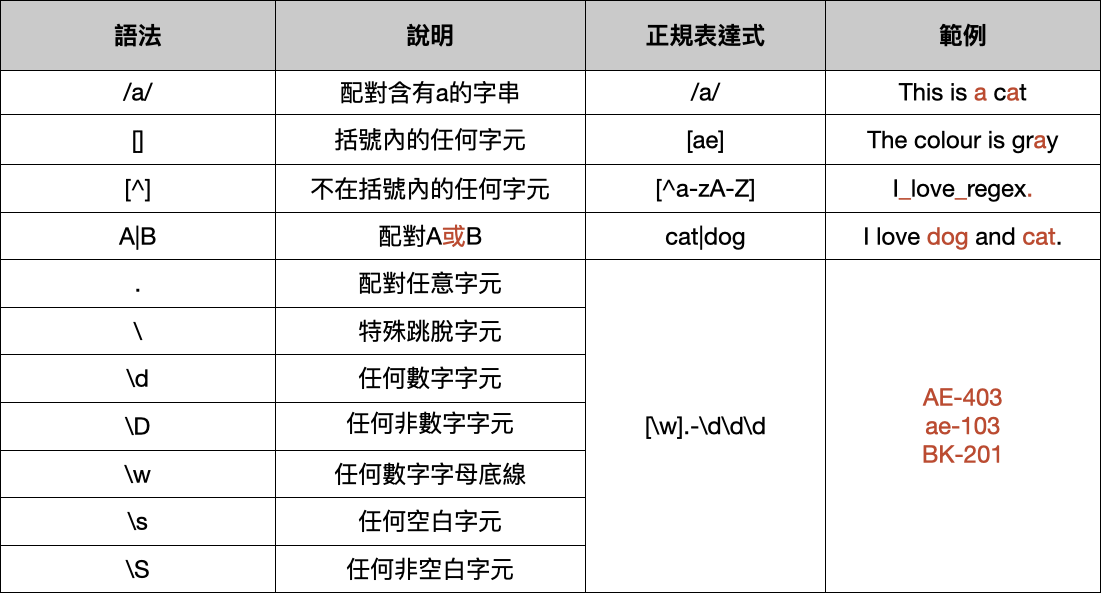 語法 說明 正規表達式 範例
/a/ 配對含有a的字串 /a/ This is a cat
[] 括號內的任何字元 [ae] The colour is gray
[^] 不在括號內的任何字元 [^a-zA-Z] I_love_regex.
A|B 配對A或B cat|dog I love dog and cat.
. 配對任意字元
\ 特殊跳脫字元
\d 任何數字字元
\D 任何非數字字元
\w 任何數字字母底線
\s 任何空白字元
\S 任何非空白字元
[\w].-\d\d\d
AE-403
ae-103
BK-201